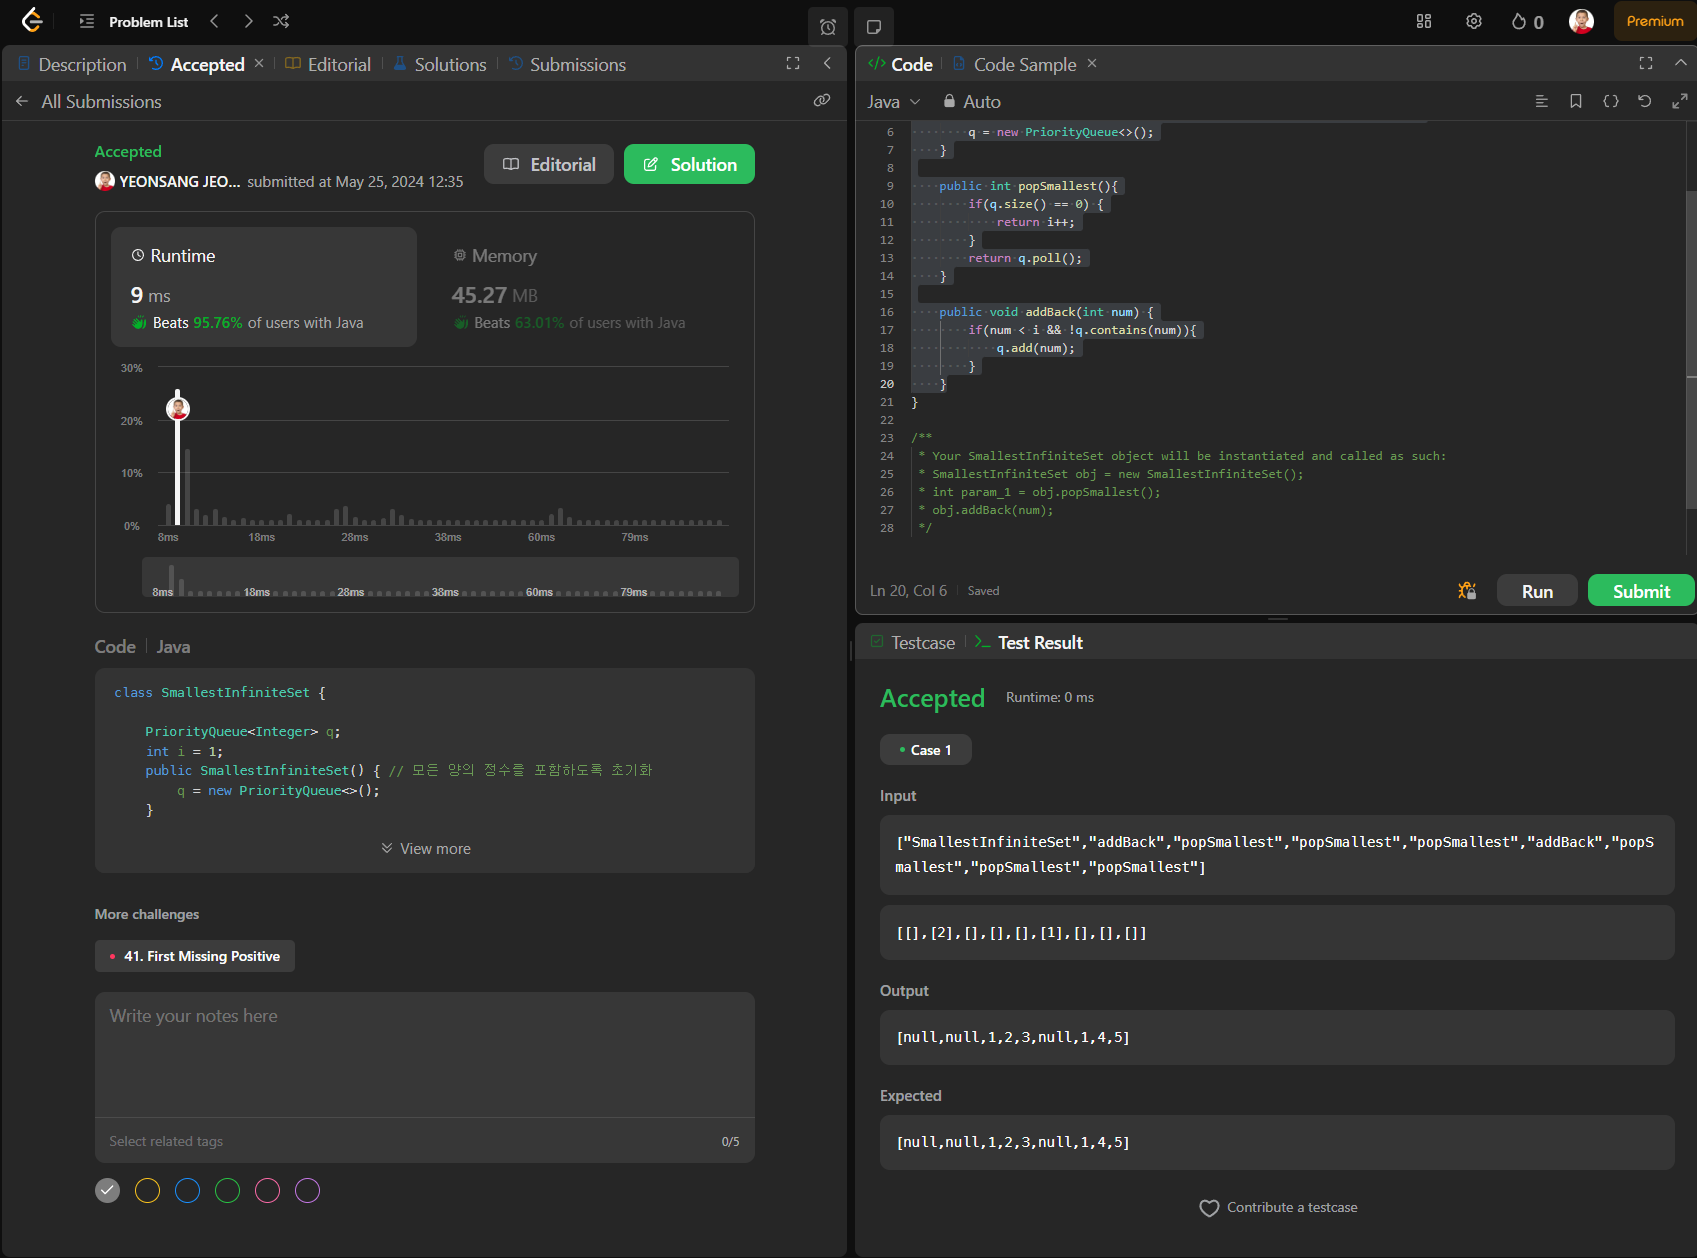 Problem List
0
Premium
Description
Accepted
Editorial
Solutions
Submissions
All Submissions
Accepted
YEONSANG JEO... submitted at May 25, 2024 12:35
Editorial
Solution
Runtime
9 ms
Beats 95.76% of users with Java
Memory
45.27 MB
Beats 63.01% of users with Java
30%
20%
10%
0%
8ms 18ms 28ms 38ms 60ms 79ms
8ms 18ms 28ms 38ms 60ms 79ms
Code Java
class SmallestInfiniteSet {
PriorityQueue<Integer> q;
int i = 1;
public SmallestInfiniteSet() { // 모든 양의 정수를 포함하도록 초기화
q = new PriorityQueue<>();
}
View more
More challenges
41. First Missing Positive
Write your notes here
Select related tags
0/5
Code
Code Sample
Java
Auto
6 q = new PriorityQueue<>();
7 }
8
9 public int popSmallest(){
10 if(q.size() == 0) {
11 return i++;
12 }
13 return q.poll();
14 }
15
16 public void addBack(int num) {
17 if(num < i && !q.contains(num)){
18 q.add(num);
19 }
20 }
21 }
22
23 /**
24 * Your SmallestInfiniteSet object will be instantiated and called as such:
25 * SmallestInfiniteSet obj = new SmallestInfiniteSet();
26 * int param_1 = obj.popSmallest();
27 * obj.addBack(num);
28 */
Ln 20, Col 6 Saved
Run
Submit
Testcase
Test Result
Accepted Runtime: 0 ms
Case 1
Input
["SmallestInfiniteSet","addBack","popSmallest","popSmallest","popSmallest","addBack","popS
mallest","popSmallest","popSmallest"]
[[],[2],[],[],[],[1],[],[],[]]
Output
[null,null,1,2,3,null,1,4,5]
Expected
[null,null,1,2,3,null,1,4,5]
Contribute a testcase